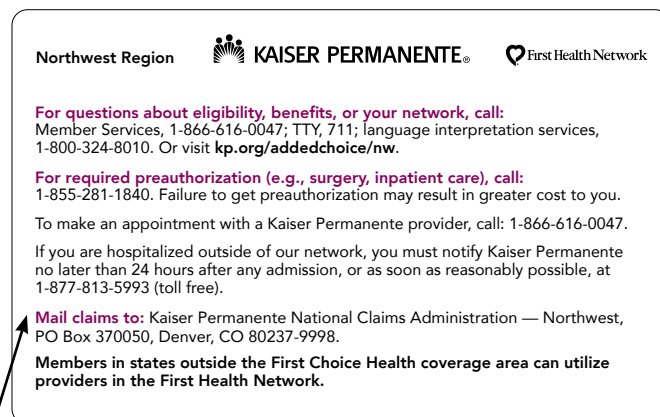 Northwest Region KAISER PERMANENTE® First Health Network
For questions about eligibility, benefits, or your network, call:
Member Services, 1-866-616-0047; TTY, 711; language interpretation services,
1-800-324-8010. Or visit kp.org/addedchoice/nw.
For required preauthorization (e.g., surgery, inpatient care), call:
1-855-281-1840. Failure to get preauthorization may result in greater cost to you.
To make an appointment with a Kaiser Permanente provider, call: 1-866-616-0047.
If you are hospitalized outside of our network, you must notify Kaiser Permanente
no later than 24 hours after any admission, or as soon as reasonably possible, at
1-877-813-5993 (toll free).
Mail claims to: Kaiser Permanente National Claims Administration — Northwest,
PO Box 370050, Denver, CO 80237-9998.
Members in states outside the First Choice Health coverage area can utilize
providers in the First Health Network.